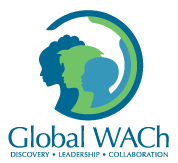 Global WACh
DISCOVERY • LEADERSHIP • COLLABORATION